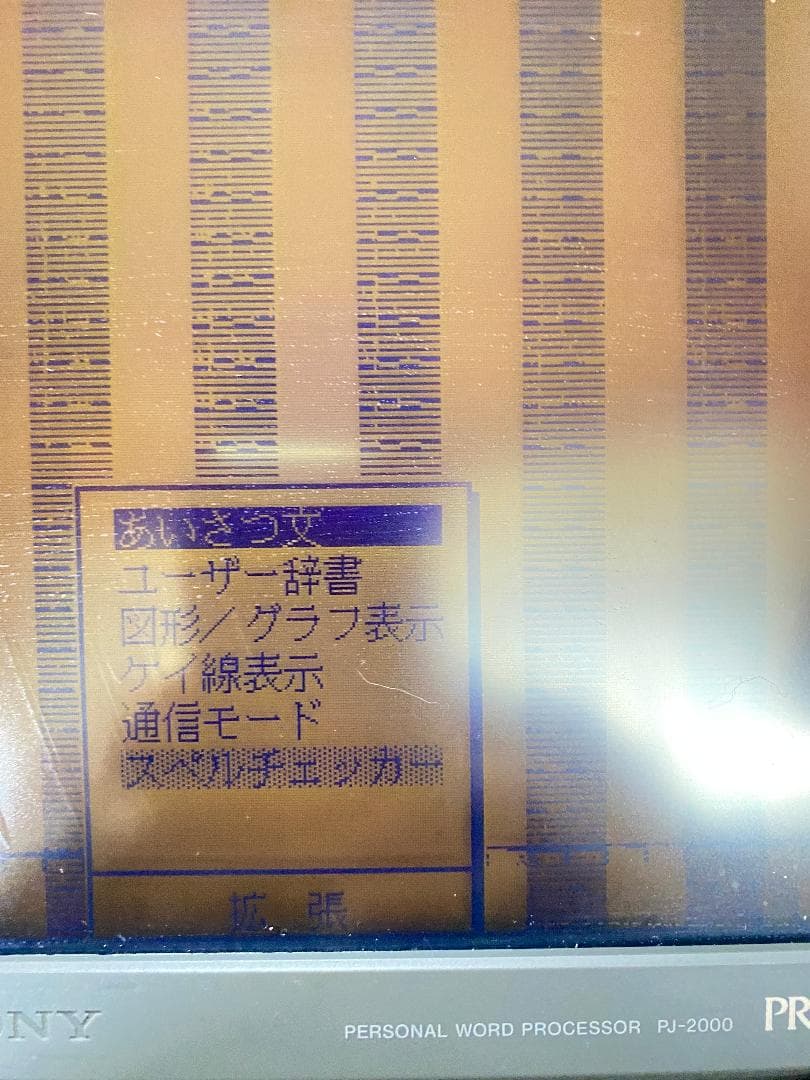 あいさつ文
ユーザー辞書
図形／グラフ表示
ケイ線表示
通信モード
スペルチェッカー
拡 張
ONY
PERSONAL WORD PROCESSOR PJ-2000
PR